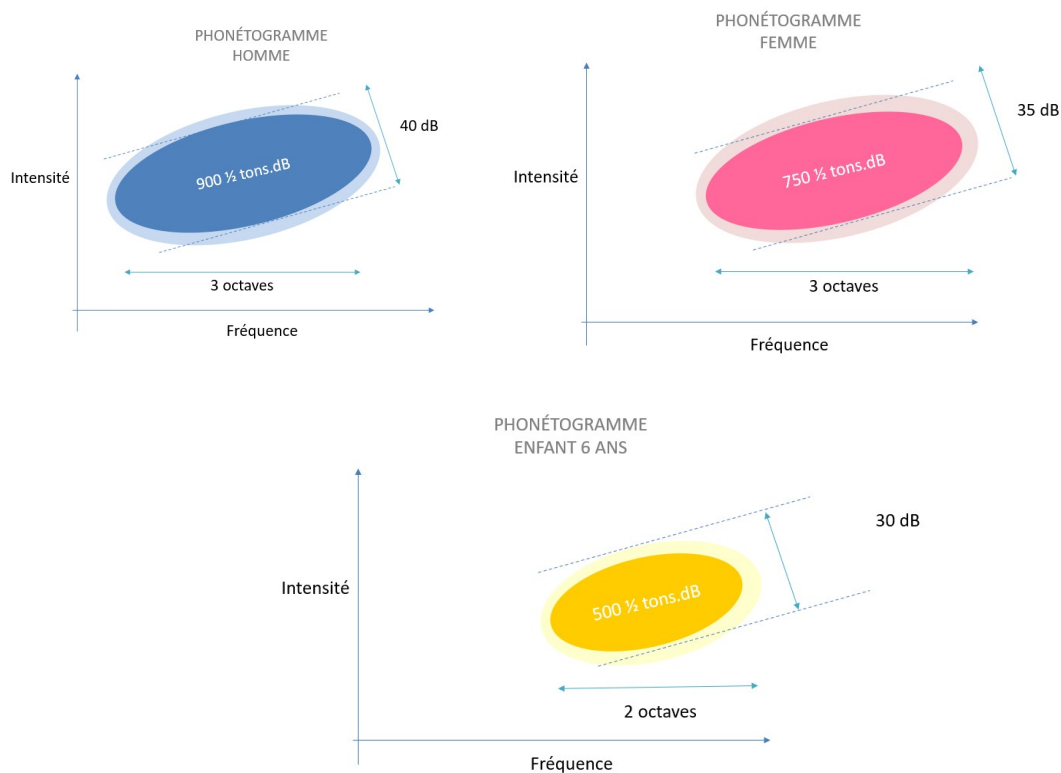 PHONÉTOGRAMME
HOMME
40 dB
Intensité
900 ½ tons.dB
3 octaves
Fréquence
PHONÉTOGRAMME
FEMME
35 dB
Intensité
750 ½ tons.dB
3 octaves
Fréquence
PHONÉTOGRAMME
ENFANT 6 ANS
30 dB
Intensité
500 ½ tons.dB
2 octaves
Fréquence